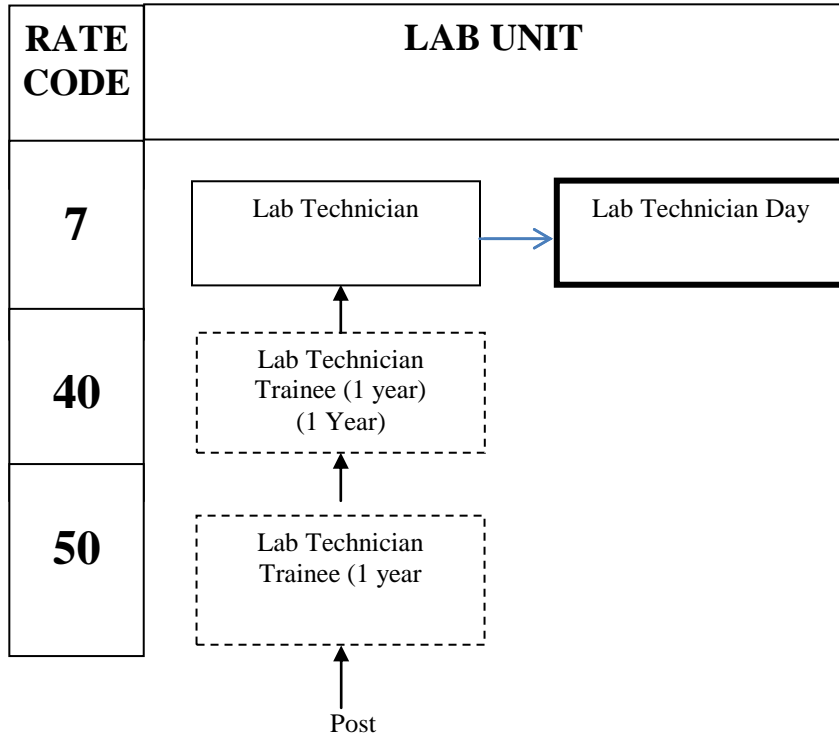 RATE
CODE
LAB UNIT
7
Lab Technician
Lab Technician Day
40
Lab Technician
Trainee (1 year)
(1 Year)
50
Lab Technician
Trainee (1 year
Post